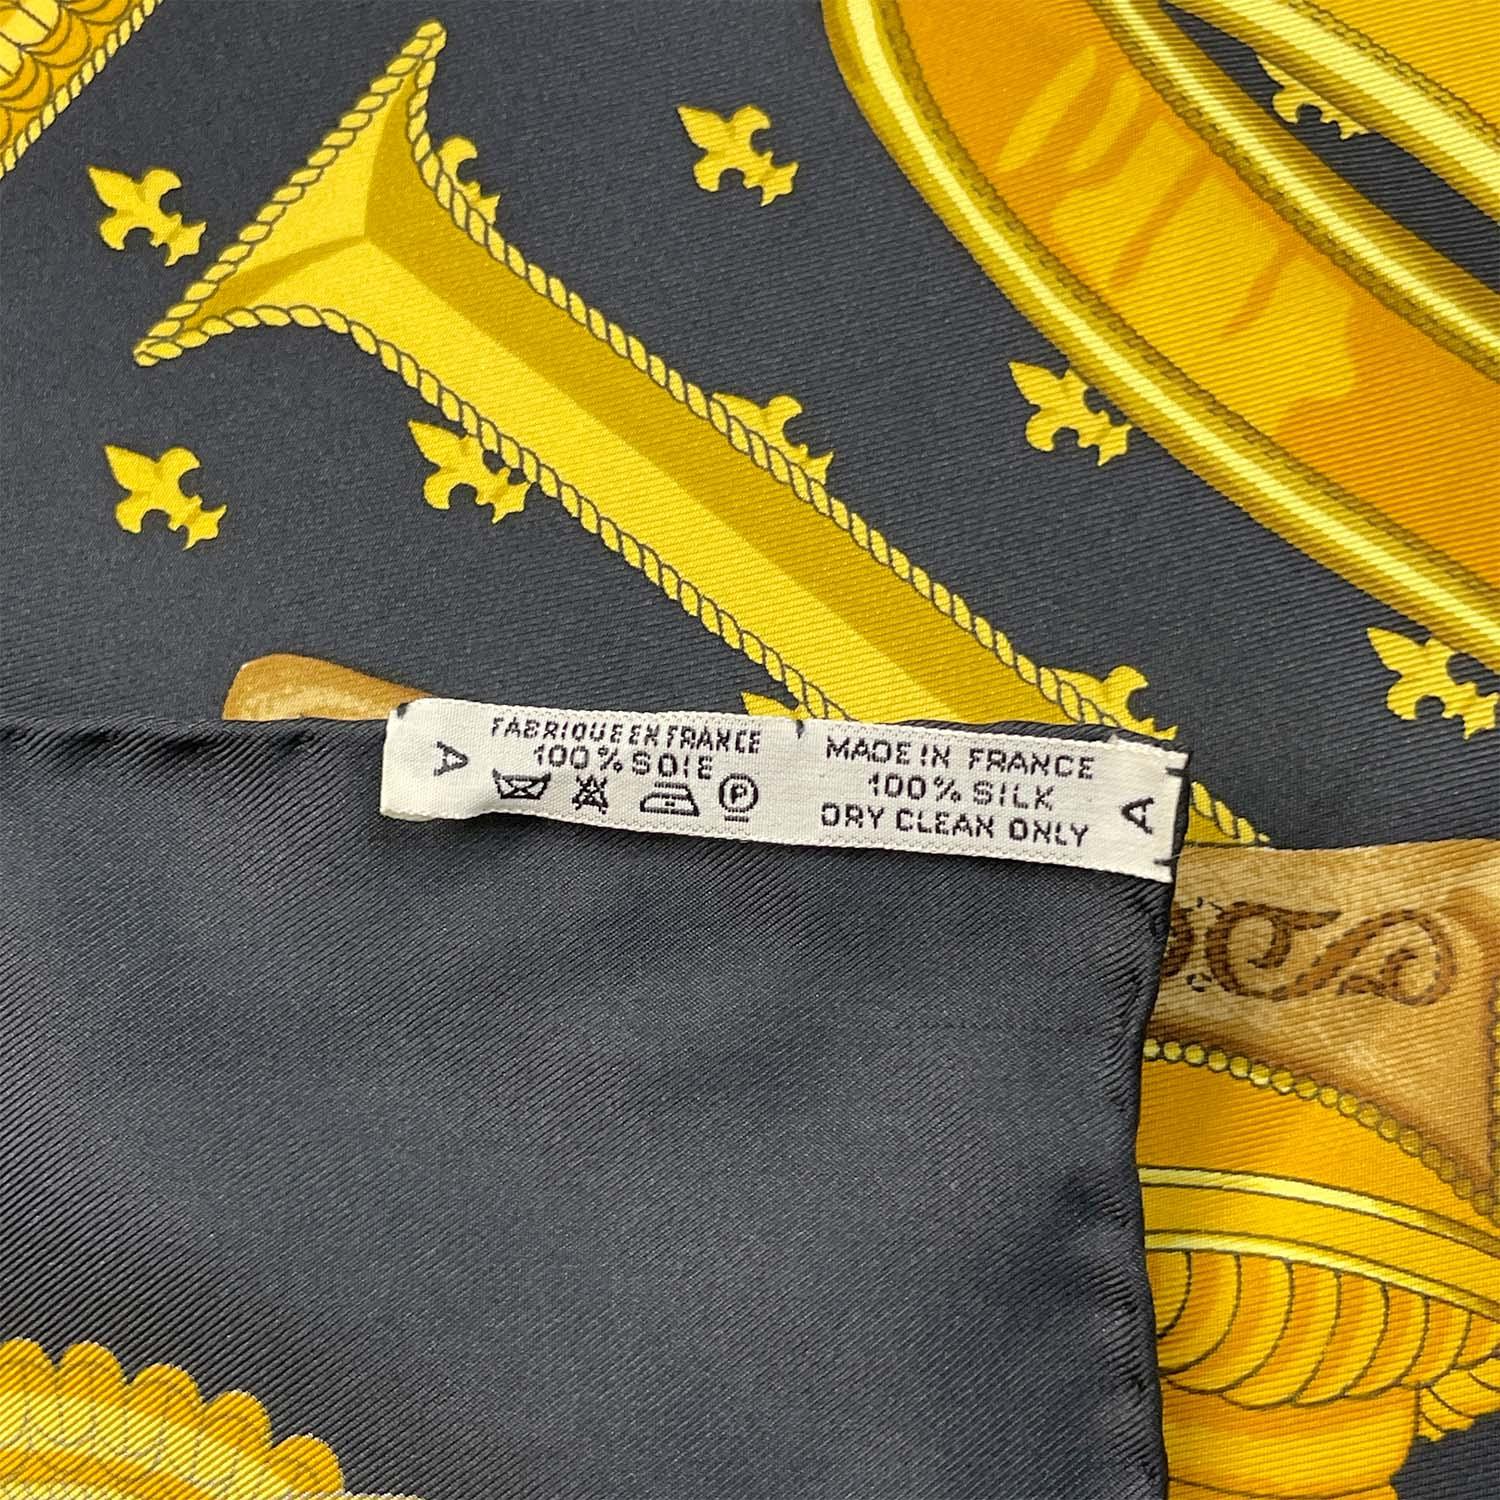 A
FABRIQUE EN FRANCE
100% SOIE
P
MADE IN FRANCE
100% SILK
DRY CLEAN ONLY
A